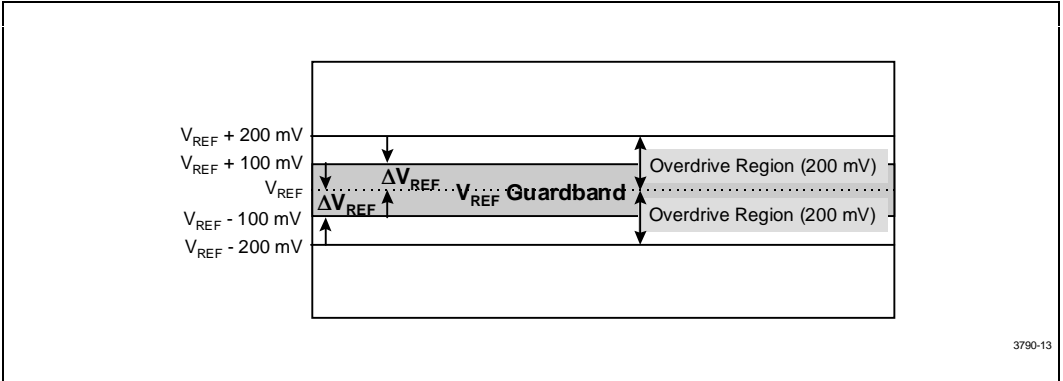 V_REF + 200 mV
V_REF + 100 mV
Overdrive Region (200 mV)
ΔV_REF
V_REF
V_REF Guardband
ΔV_REF
V_REF - 100 mV
Overdrive Region (200 mV)
V_REF - 200 mV
3790-13